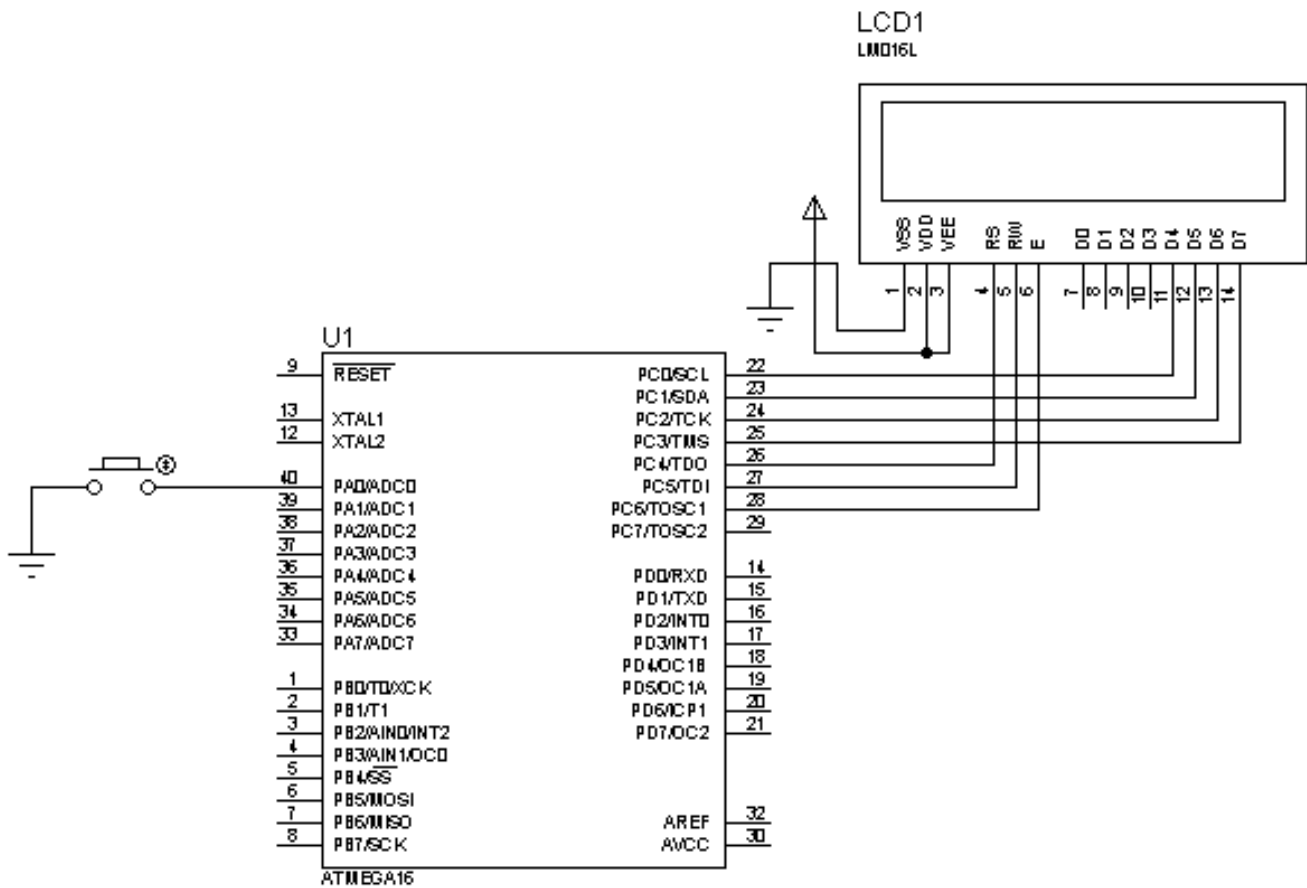 LCD1
LM016L
VSS
VDD
VEE
RS
RW
E
D0
D1
D2
D3
D4
D5
D6
D7
1
2
3
4
5
6
7
8
9
10
11
12
13
14
U1
9 RESET
13 XTAL1
12 XTAL2
40 PA0/ADC0
39 PA1/ADC1
38 PA2/ADC2
37 PA3/ADC3
36 PA4/ADC4
35 PA5/ADC5
34 PA6/ADC6
33 PA7/ADC7
1 PB0/T0/XCK
2 PB1/T1
3 PB2/AIN0/INT2
4 PB3/AIN1/OC0
5 PB4/SS
6 PB5/MOSI
7 PB6/MISO
8 PB7/SCK
PC0/SCL 22
PC1/SDA 23
PC2/TCK 24
PC3/TMS 25
PC4/TDO 26
PC5/TDI 27
PC6/TOSC1 28
PC7/TOSC2 29
PD0/RXD 14
PD1/TXD 15
PD2/INT0 16
PD3/INT1 17
PD4/OC1B 18
PD5/OC1A 19
PD6/ICP1 20
PD7/OC2 21
AREF 32
AVCC 30
ATMEGA16